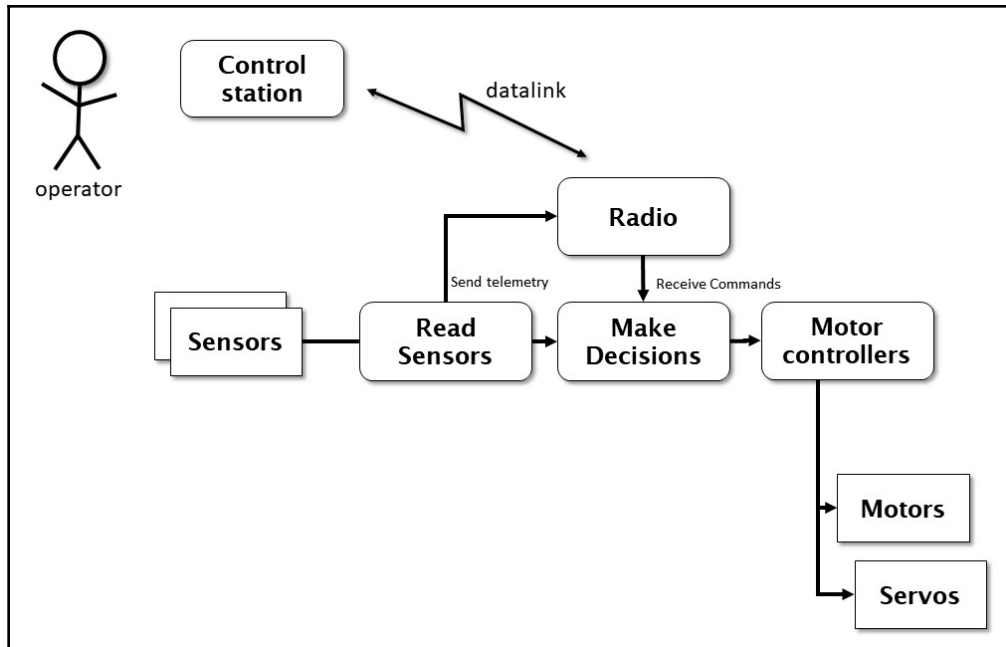 Control
station
datalink
operator
Radio
Send telemetry
Receive Commands
Sensors
Read
Sensors
Make
Decisions
Motor
controllers
Motors
Servos